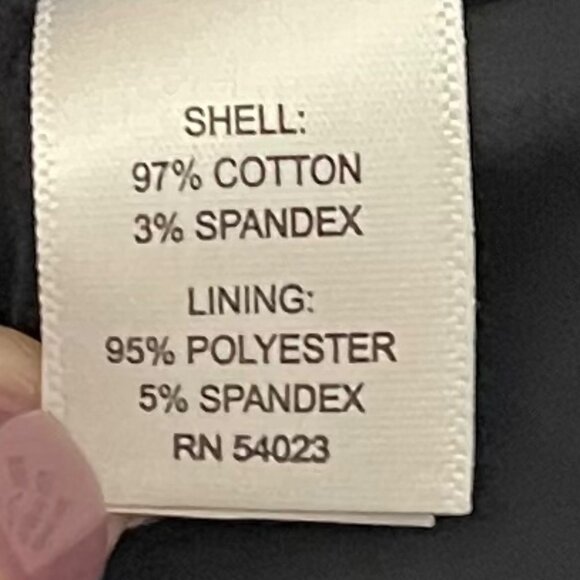 SHELL:
97% COTTON
3% SPANDEX
LINING:
95% POLYESTER
5% SPANDEX
RN 54023